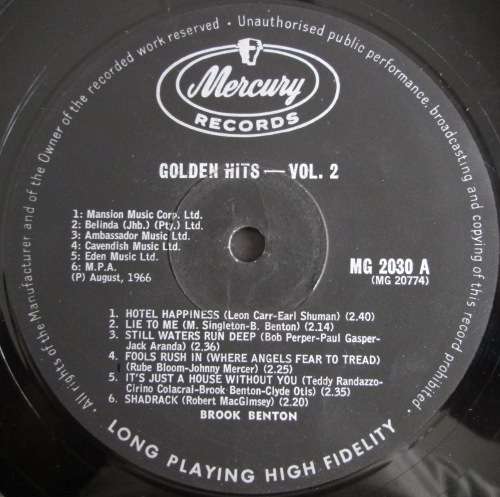 · All rights of the Manufacturer and of the Owner of the recorded work reserved · Unauthorised public performance, broadcasting and copying of this record prohibited ·
Mercury
RECORDS
GOLDEN HITS — VOL. 2
1: Mansion Music Corp. Ltd.
2: Belinda (Jhb.) (Pty.) Ltd.
3: Ambassador Music Ltd.
4: Cavendish Music Ltd.
5: Eden Music Ltd.
6: M.P.A.
(P) August, 1966
MG 2030 A
(MG 20774)
1. HOTEL HAPPINESS (Leon Carr-Earl Shuman) (2.40)
2. LIE TO ME (M. Singleton-B. Benton) (2.14)
3. STILL WATERS RUN DEEP (Bob Perper-Paul Gasper-
Jack Aranda) (2.36)
4. FOOLS RUSH IN (WHERE ANGELS FEAR TO TREAD)
(Rube Bloom-Johnny Mercer) (2.25)
5. IT'S JUST A HOUSE WITHOUT YOU (Teddy Randazzo-
Cirino Colacrai-Brook Benton-Clyde Otis) (2.35)
6. SHADRACK (Robert MacGimsey) (2.20)
BROOK BENTON
LONG PLAYING HIGH FIDELITY